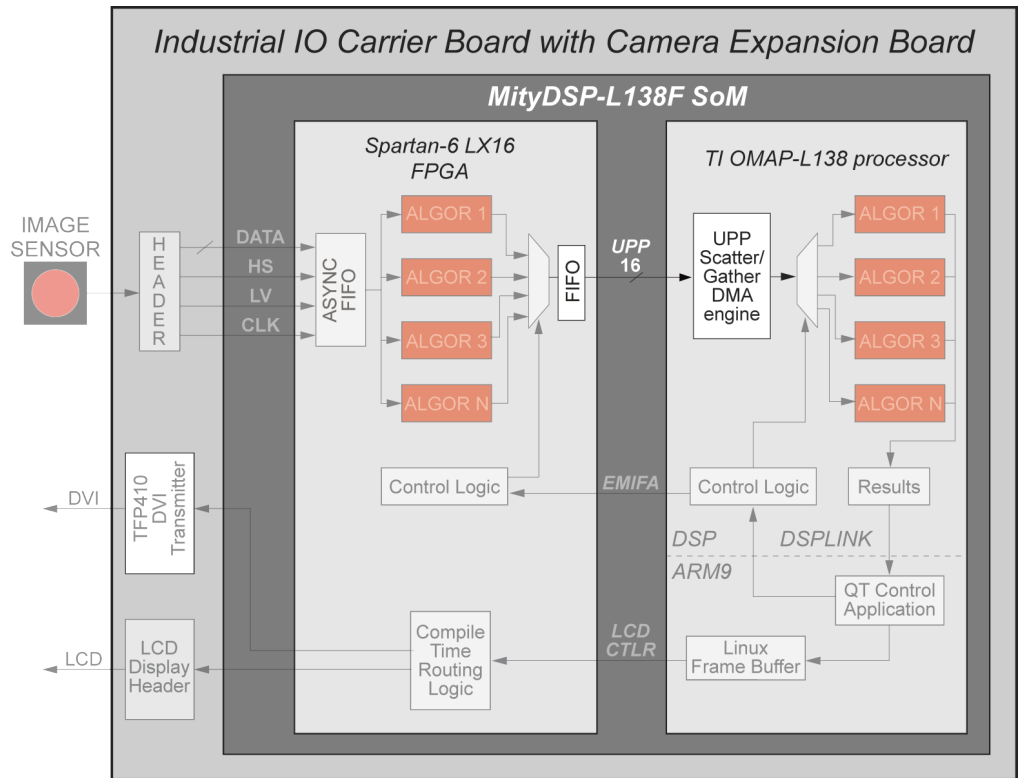 Industrial IO Carrier Board with Camera Expansion Board
MityDSP-L138F SoM
Spartan-6 LX16
FPGA
TI OMAP-L138 processor
IMAGE
SENSOR
HEADER
DATA
HS
LV
CLK
ASYNC
FIFO
ALGOR 1
ALGOR 2
ALGOR 3
ALGOR N
FIFO
UPP
16
UPP
Scatter/
Gather
DMA
engine
ALGOR 1
ALGOR 2
ALGOR 3
ALGOR N
Control Logic
EMIFA
Control Logic
Results
DSP
DSPLINK
ARM9
QT Control
Application
DVI
TFP410
DVI
Transmitter
LCD
LCD
Display
Header
Compile
Time
Routing
Logic
LCD
CTLR
Linux
Frame Buffer